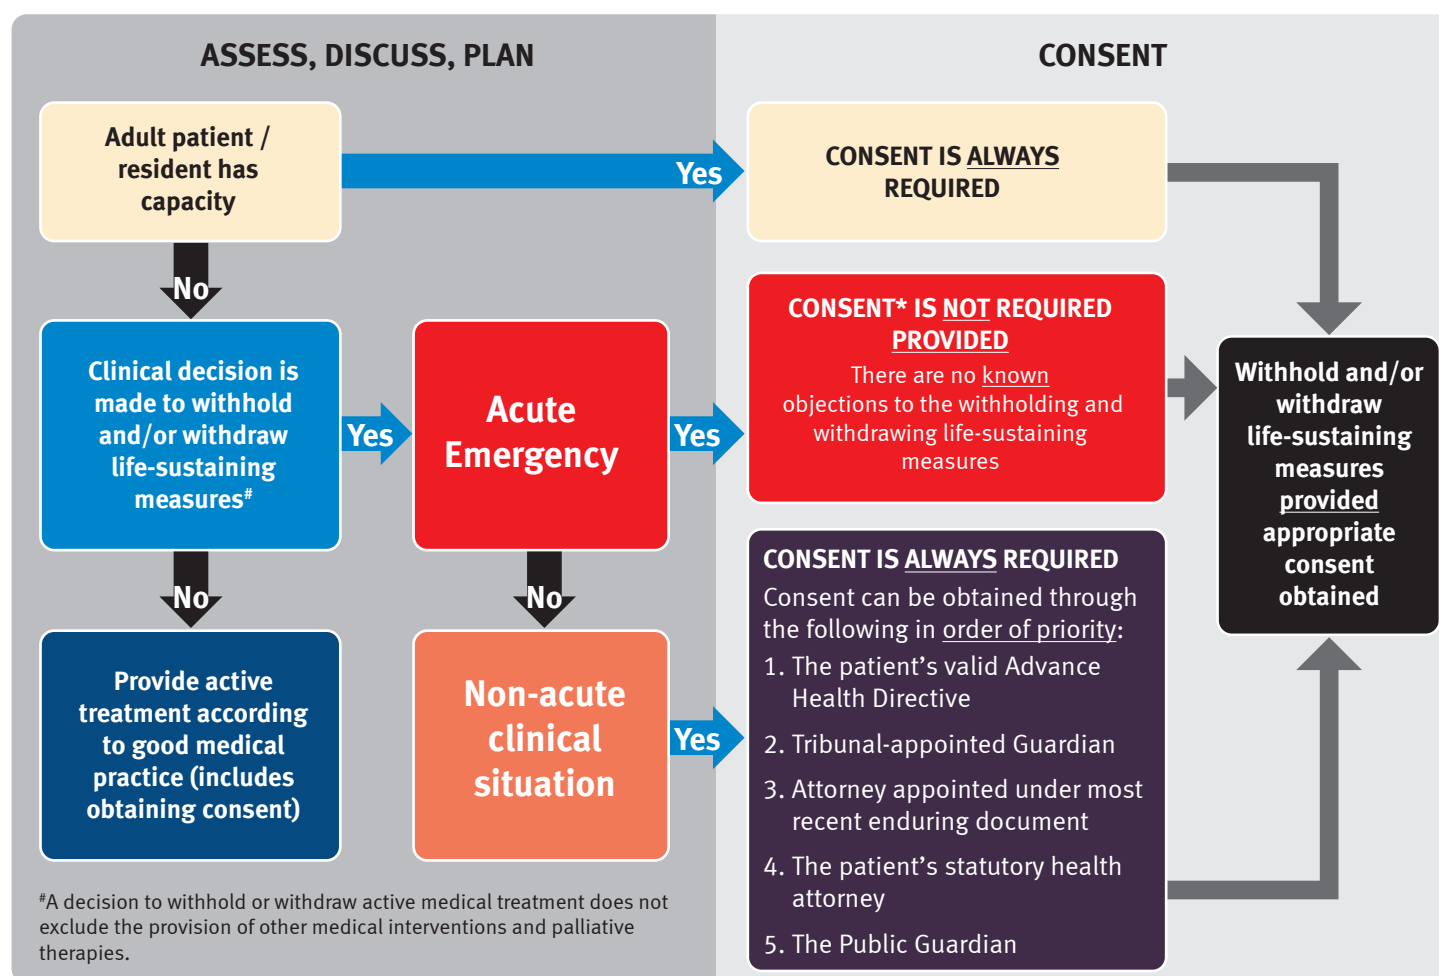 ASSESS, DISCUSS, PLAN
CONSENT
Adult patient /
resident has
capacity
Yes
CONSENT IS ALWAYS
REQUIRED
No
Clinical decision is
made to withhold
and/or withdraw
life-sustaining
measures#
Yes
Acute
Emergency
Yes
CONSENT* IS NOT REQUIRED
PROVIDED
There are no known
objections to the withholding and
withdrawing life-sustaining
measures
Withhold and/or
withdraw
life-sustaining
measures
provided
appropriate
consent
obtained
No
No
Provide active
treatment according
to good medical
practice (includes
obtaining consent)
Non-acute
clinical
situation
Yes
CONSENT IS ALWAYS REQUIRED
Consent can be obtained through
the following in order of priority:
1. The patient’s valid Advance
Health Directive
2. Tribunal-appointed Guardian
3. Attorney appointed under most
recent enduring document
4. The patient’s statutory health
attorney
5. The Public Guardian
#A decision to withhold or withdraw active medical treatment does not
exclude the provision of other medical interventions and palliative
therapies.